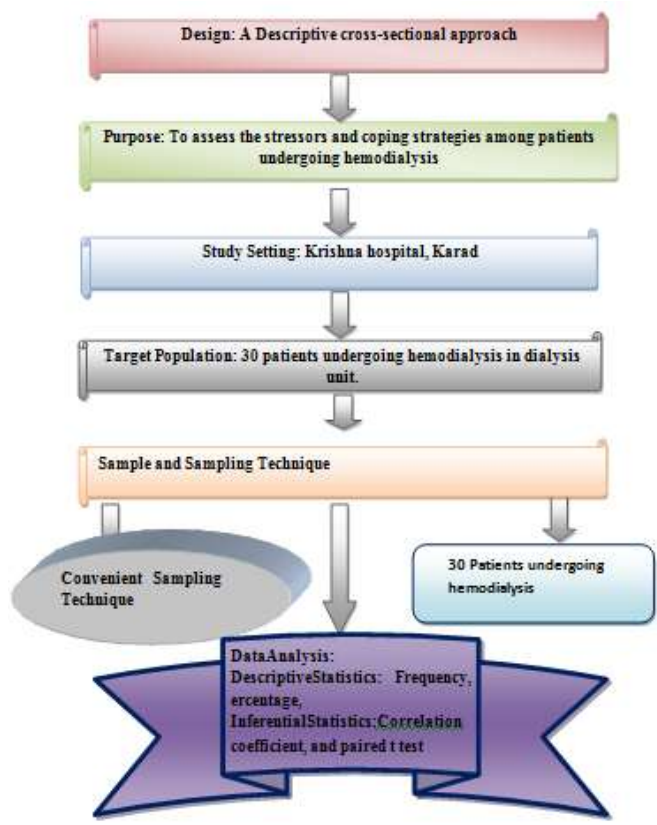 Design: A Descriptive cross-sectional approach
Purpose: To assess the stressors and coping strategies among patients
undergoing hemodialysis
Study Setting: Krishna hospital, Karad
Target Population: 30 patients undergoing hemodialysis in dialysis
unit.
Sample and Sampling Technique
Convenient Sampling
Technique
30 Patients undergoing
hemodialysis
DataAnalysis:
DescriptiveStatistics: Frequency,
ercentage,
InferentialStatistics:Correlation
coefficient, and paired t test